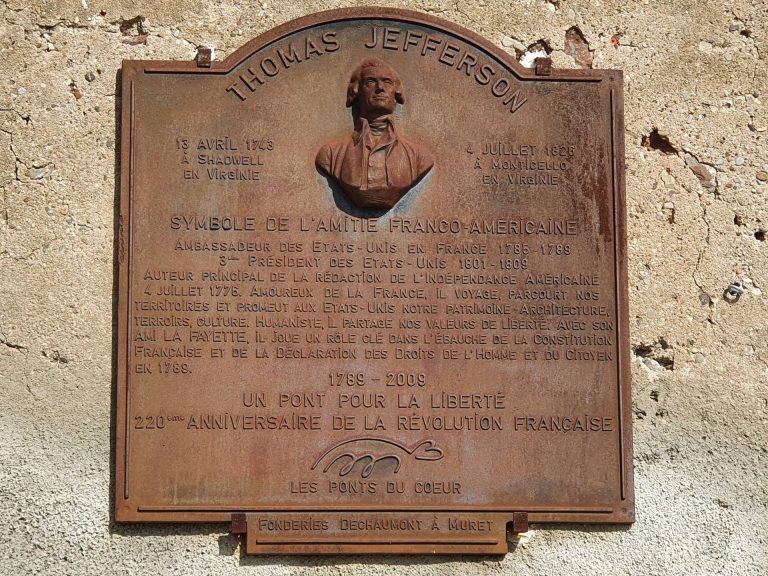 THOMAS JEFFERSON
13 AVRIL 1743
À SHADWELL
EN VIRGINIE
4 JUILLET 1826
À MONTICELLO
EN VIRGINIE
SYMBOLE DE L'AMITIÉ FRANCO-AMÉRICAINE
AMBASSADEUR DES ETATS-UNIS EN FRANCE 1785-1789
3ème PRÉSIDENT DES ETATS-UNIS 1801-1809
AUTEUR PRINCIPAL DE LA RÉDACTION DE L'INDÉPENDANCE AMÉRICAINE
4 JUILLET 1776. AMOUREUX DE LA FRANCE, IL VOYAGE, PARCOURT NOS
TERRITOIRES ET PROMEUT AUX ETATS-UNIS NOTRE PATRIMOINE-ARCHITECTURE,
TERROIRS, CULTURE. HUMANISTE, IL PARTAGE NOS VALEURS DE LIBERTÉ. AVEC SON
AMI LA FAYETTE, IL JOUE UN RÔLE CLÉ DANS L'ÉBAUCHE DE LA CONSTITUTION
FRANÇAISE ET DE LA DÉCLARATION DES DROITS DE L'HOMME ET DU CITOYEN
EN 1789.
1789 - 2009
UN PONT POUR LA LIBERTÉ
220ème ANNIVERSAIRE DE LA RÉVOLUTION FRANÇAISE
LES PONTS DU COEUR
FONDERIES DECHAUMONT À MURET